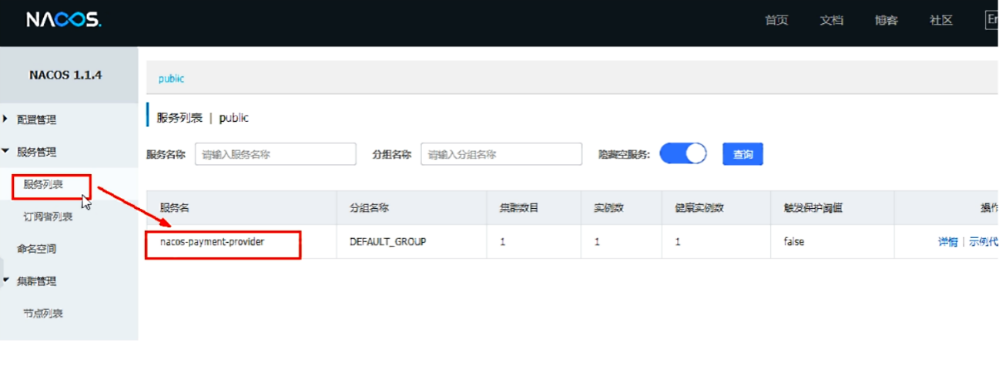 NACOS.
首页 文档 博客 社区 En
NACOS 1.1.4
配置管理
服务管理
服务列表
订阅者列表
命名空间
集群管理
节点列表
public
服务列表 | public
服务名称 请输入服务名称 分组名称 请输入分组名称 隐藏空服务: 查询
服务名 分组名称 集群数目 实例数 健康实例数 触发保护阈值 操作
nacos-payment-provider DEFAULT_GROUP 1 1 1 false 详情 | 示例代